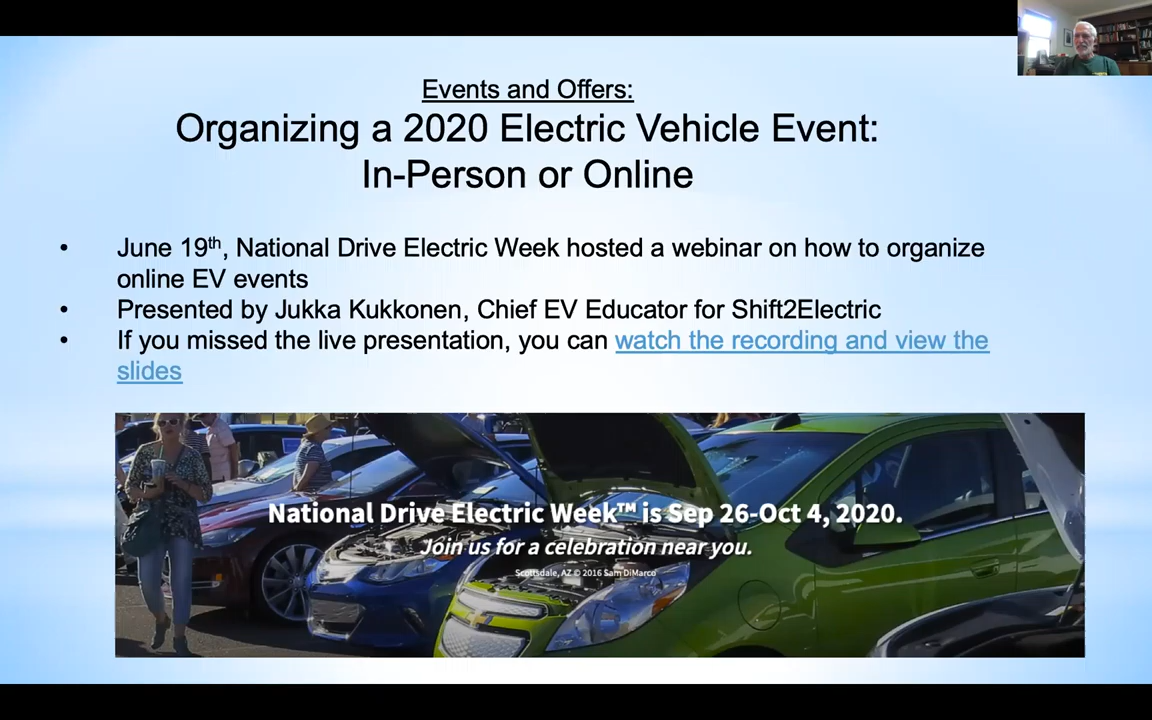 Events and Offers:
Organizing a 2020 Electric Vehicle Event:
In-Person or Online
• June 19th, National Drive Electric Week hosted a webinar on how to organize
online EV events
• Presented by Jukka Kukkonen, Chief EV Educator for Shift2Electric
• If you missed the live presentation, you can watch the recording and view the
slides
National Drive Electric Week™ is Sep 26-Oct 4, 2020.
Join us for a celebration near you.
Scottsdale, AZ © 2016 Sam DiMarco